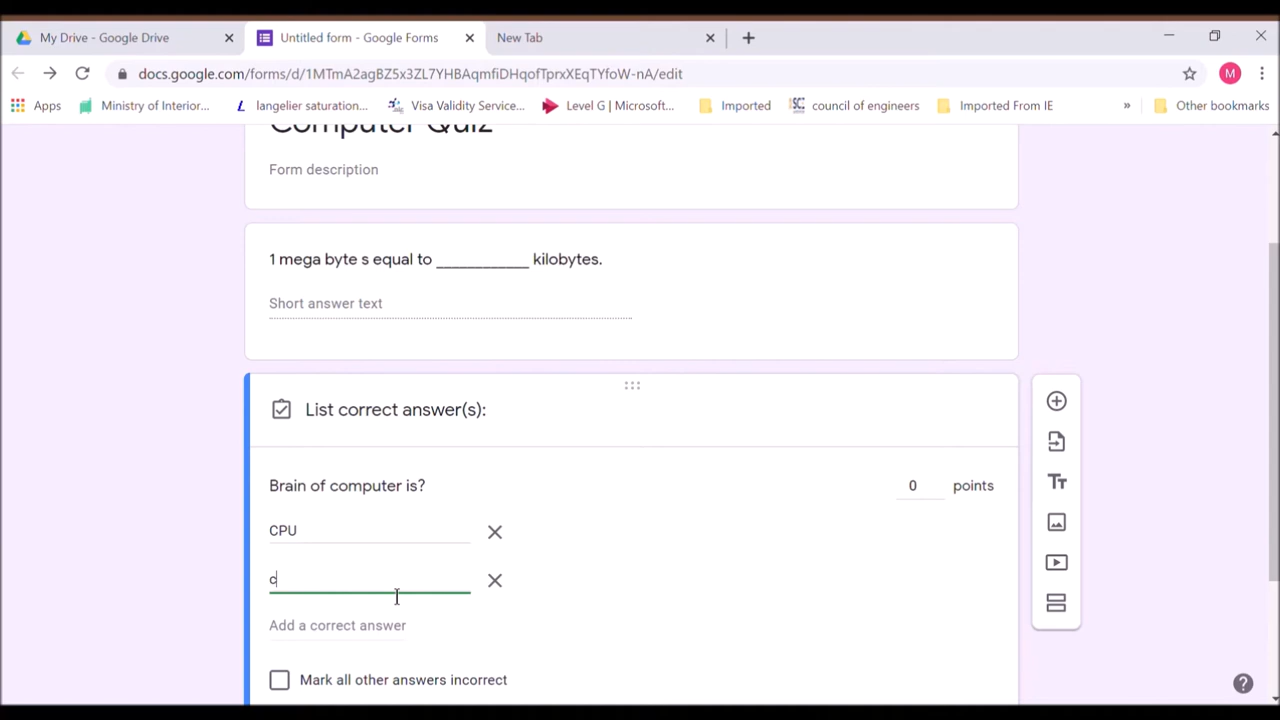 My Drive - Google Drive
Untitled form - Google Forms
New Tab
docs.google.com/forms/d/1MTmA2agBZ5x3ZL7YHBAqmfiDHqofTprxXEqTYfoW-nA/edit
M
Apps
Ministry of Interior...
langelier saturation...
Visa Validity Service...
Level G | Microsoft...
Imported
council of engineers
Imported From IE
»
Other bookmarks
Computer Quiz
Form description
1 mega byte s equal to ____________ kilobytes.
Short answer text
List correct answer(s):
Brain of computer is?
0 points
CPU
c
Add a correct answer
Mark all other answers incorrect